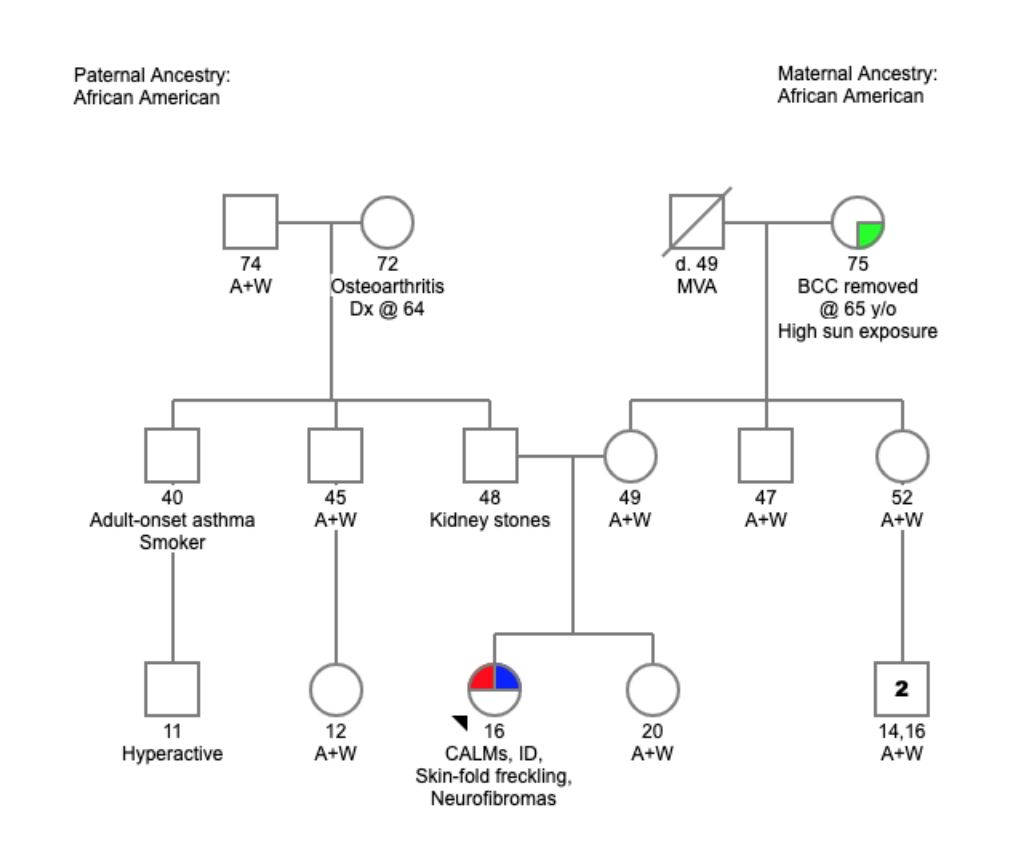 Paternal Ancestry:
African American
Maternal Ancestry:
African American
74
A+W
72
Osteoarthritis
Dx @ 64
d. 49
MVA
75
BCC removed
@ 65 y/o
High sun exposure
40
Adult-onset asthma
Smoker
45
A+W
48
Kidney stones
49
A+W
47
A+W
52
A+W
11
Hyperactive
12
A+W
16
CALMs, ID,
Skin-fold freckling,
Neurofibromas
20
A+W
2
14,16
A+W